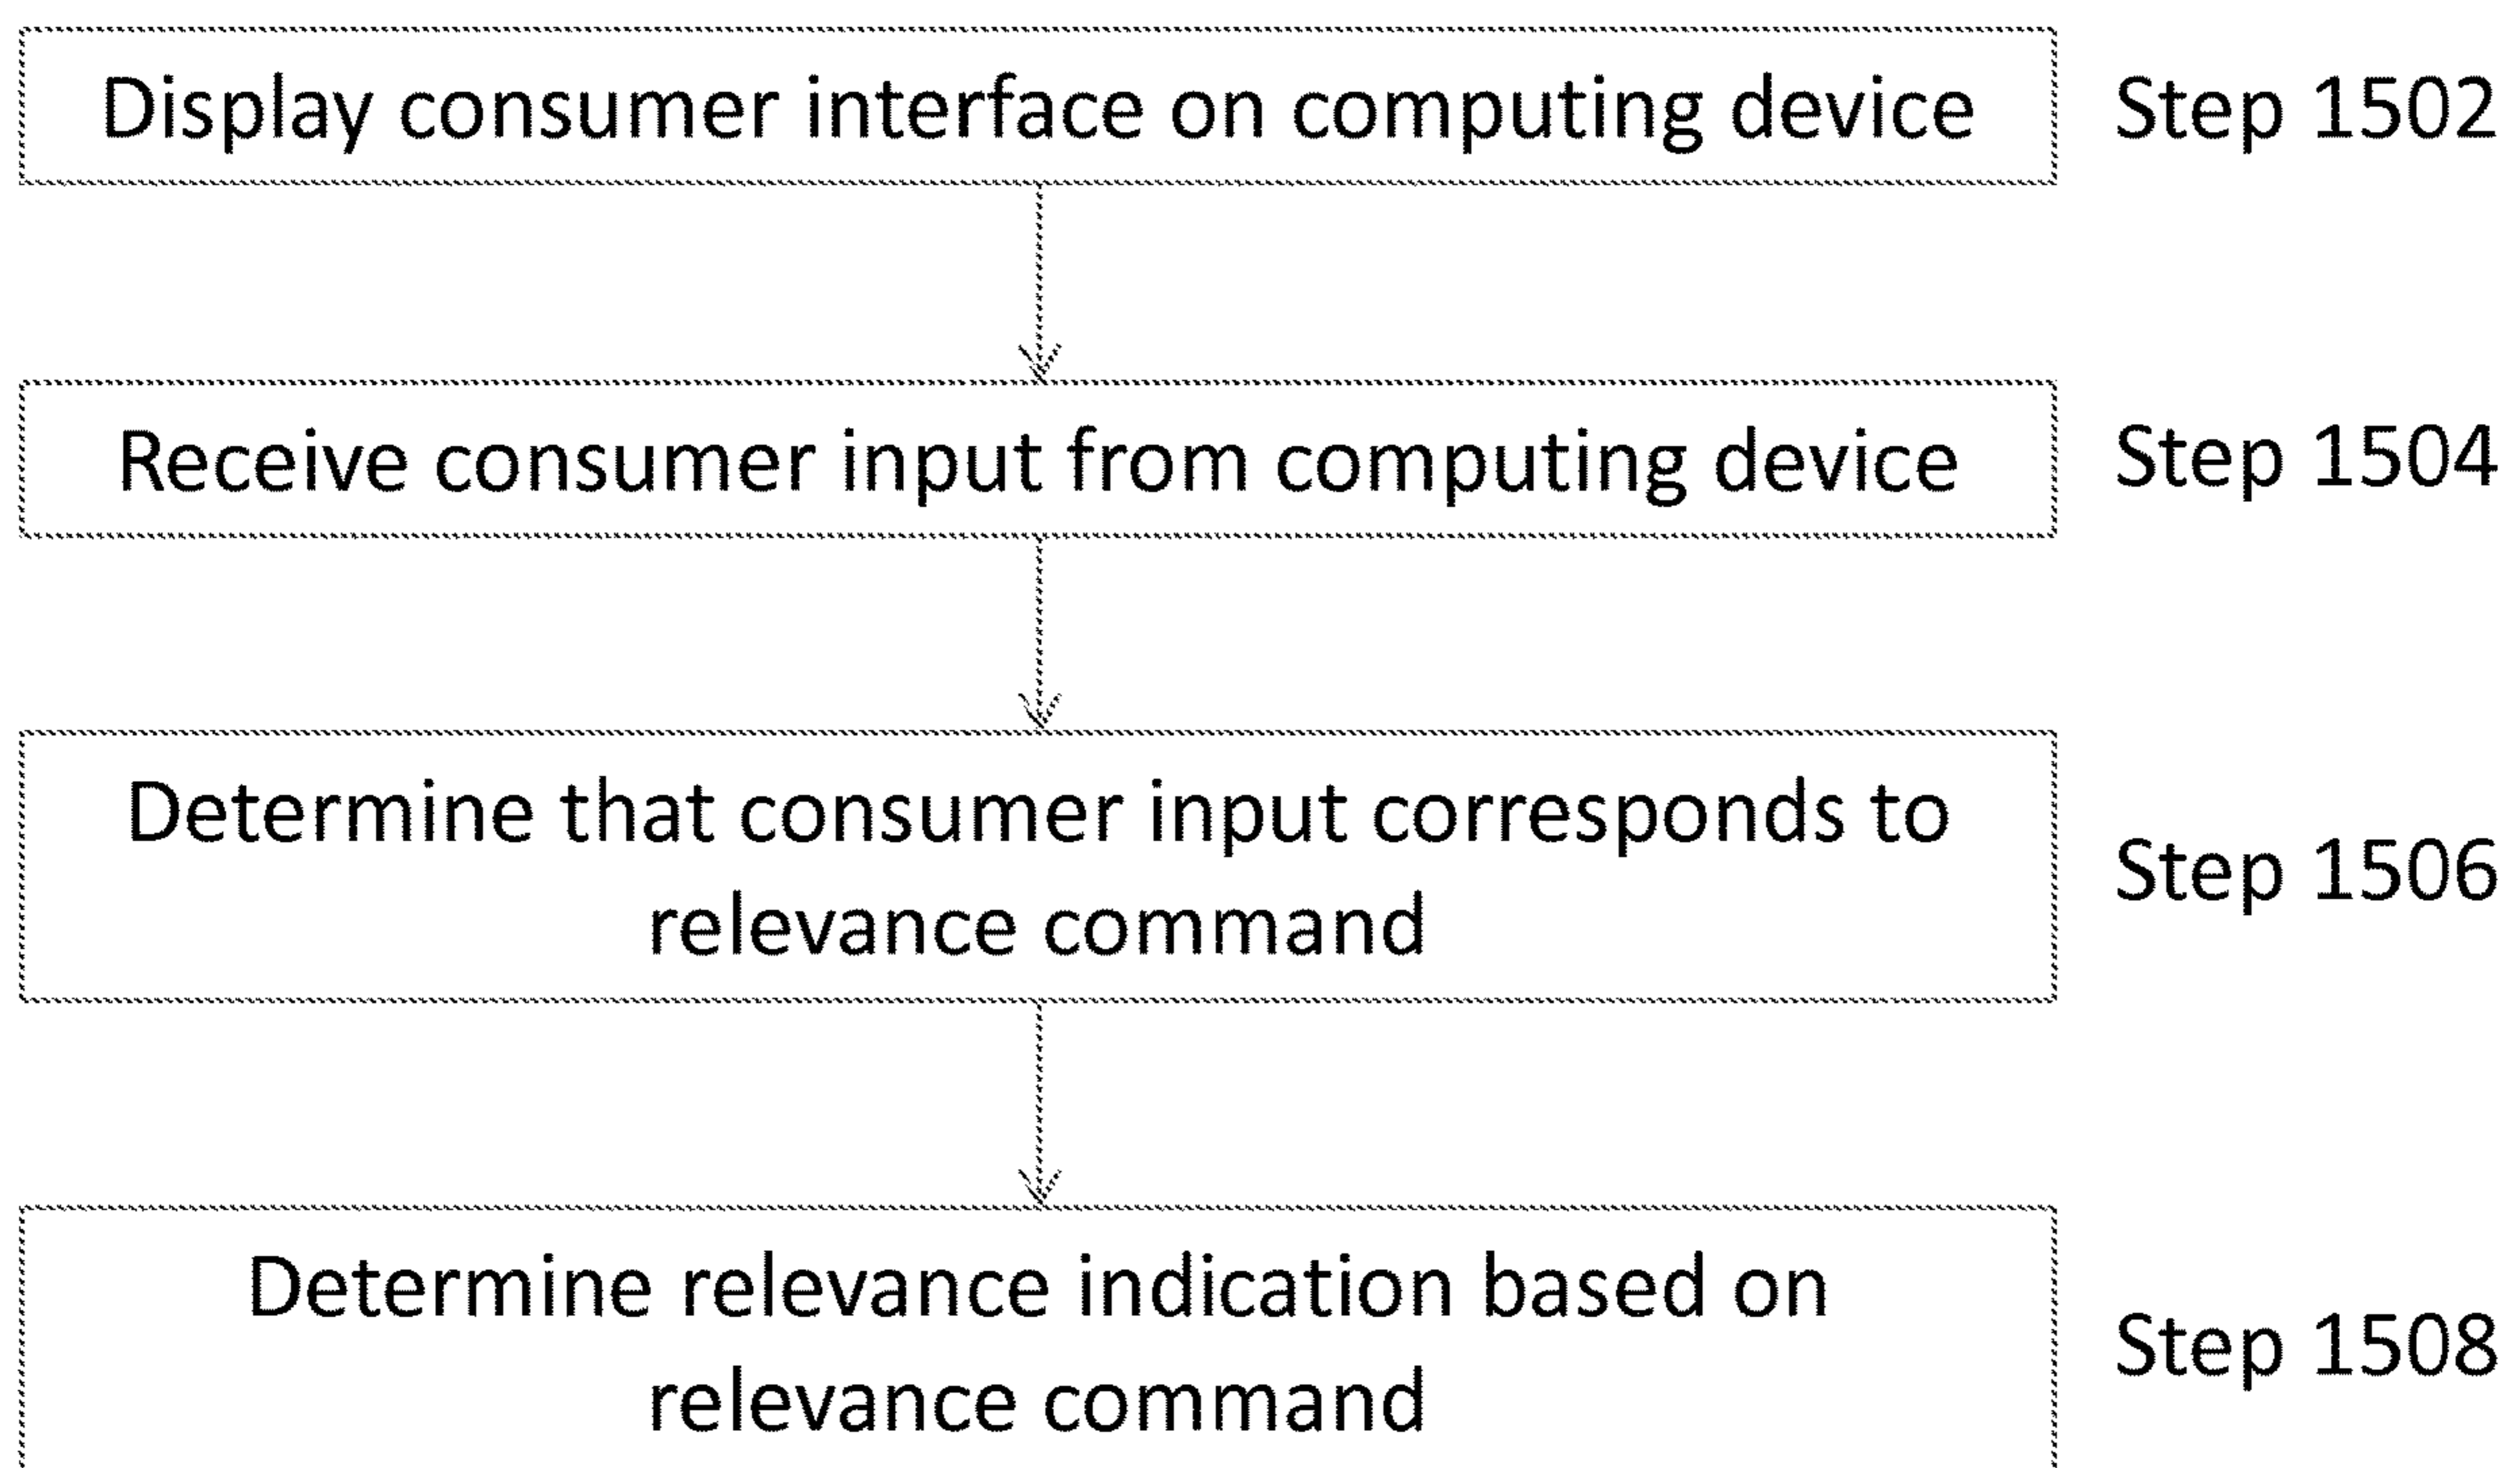 Display consumer interface on computing device
Step 1502
Receive consumer input from computing device
Step 1504
Determine that consumer input corresponds to
relevance command
Step 1506
Determine relevance indication based on
relevance command
Step 1508